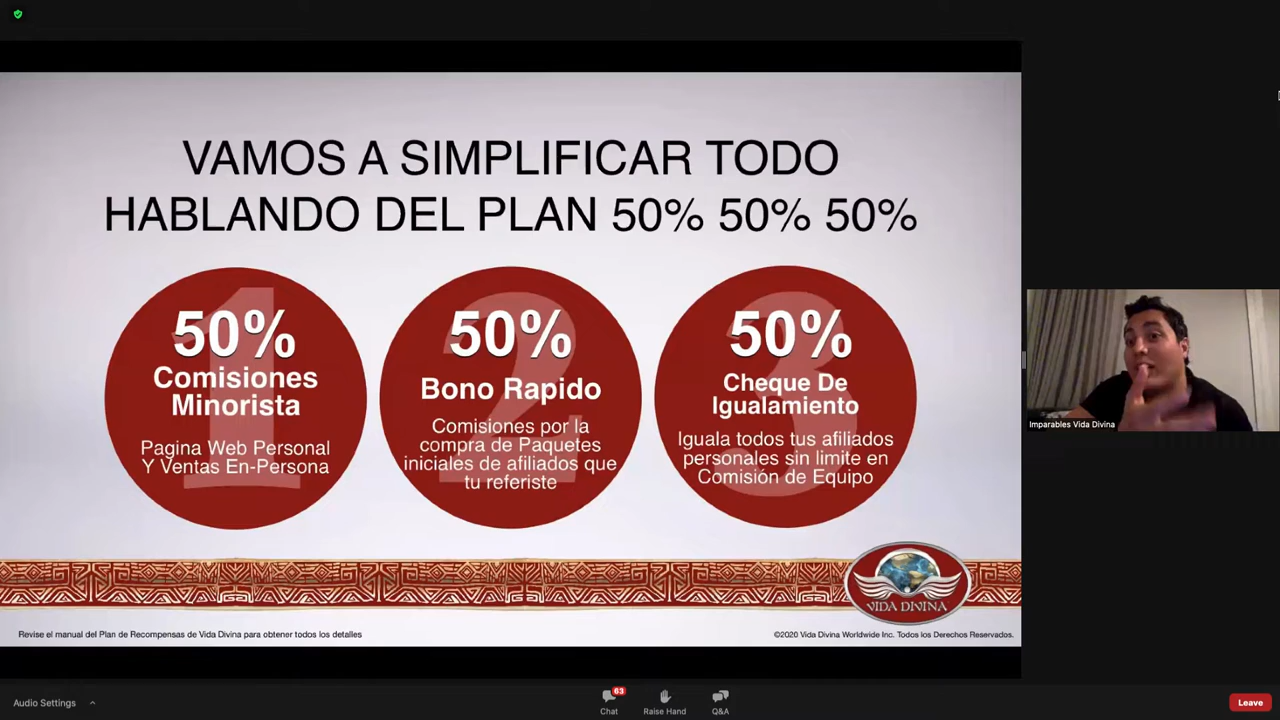 VAMOS A SIMPLIFICAR TODO
HABLANDO DEL PLAN 50% 50% 50%
1
50%
Comisiones
Minorista
Pagina Web Personal
Y Ventas En-Persona
2
50%
Bono Rapido
Comisiones por la
compra de Paquetes
iniciales de afiliados que
tu referiste
3
50%
Cheque De
Igualamiento
Iguala todos tus afiliados
personales sin limite en
Comisión de Equipo
Imparables Vida Divina
VIDA DIVINA
Revise el manual del Plan de Recompensas de Vida Divina para obtener todos los detalles
©2020 Vida Divina Worldwide Inc. Todos los Derechos Reservados.
Audio Settings
63
Chat
Raise Hand
Q&A
Leave